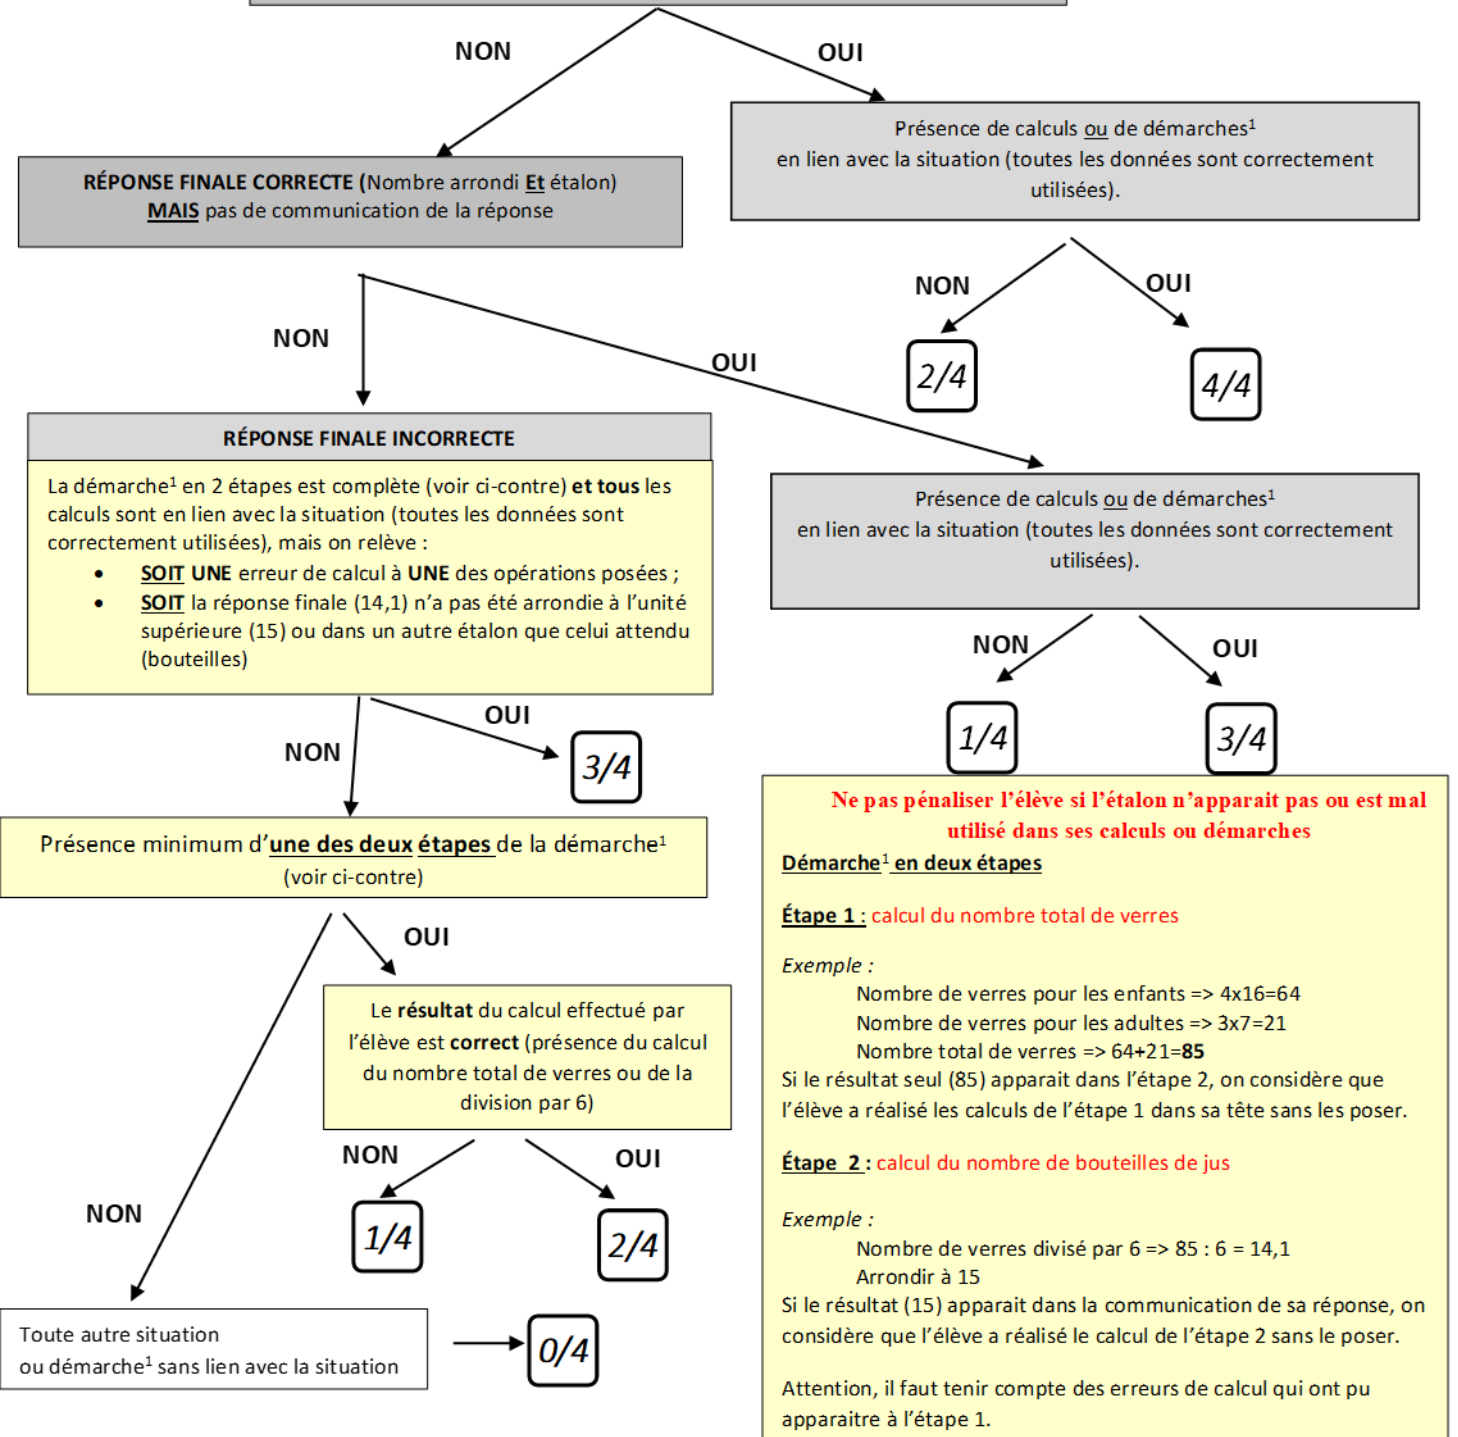 NON
OUI
Présence de calculs ou de démarches¹
en lien avec la situation (toutes les données sont correctement
utilisées).
RÉPONSE FINALE CORRECTE (Nombre arrondi Et étalon)
MAIS pas de communication de la réponse
NON
OUI
NON
OUI
2/4
4/4
RÉPONSE FINALE INCORRECTE
La démarche¹ en 2 étapes est complète (voir ci-contre) et tous les
calculs sont en lien avec la situation (toutes les données sont
correctement utilisées), mais on relève :
• SOIT UNE erreur de calcul à UNE des opérations posées ;
• SOIT la réponse finale (14,1) n’a pas été arrondie à l’unité
supérieure (15) ou dans un autre étalon que celui attendu
(bouteilles)
Présence de calculs ou de démarches¹
en lien avec la situation (toutes les données sont correctement
utilisées).
NON
OUI
1/4
3/4
NON
OUI
3/4
Présence minimum d’une des deux étapes de la démarche¹
(voir ci-contre)
NON
OUI
Le résultat du calcul effectué par
l’élève est correct (présence du calcul
du nombre total de verres ou de la
division par 6)
NON
OUI
1/4
2/4
Toute autre situation
ou démarche¹ sans lien avec la situation
0/4
Ne pas pénaliser l’élève si l’étalon n’apparait pas ou est mal
utilisé dans ses calculs ou démarches
Démarche¹ en deux étapes
Étape 1 : calcul du nombre total de verres
Exemple :
Nombre de verres pour les enfants => 4x16=64
Nombre de verres pour les adultes => 3x7=21
Nombre total de verres => 64+21=85
Si le résultat seul (85) apparait dans l’étape 2, on considère que
l’élève a réalisé les calculs de l’étape 1 dans sa tête sans les poser.
Étape 2 : calcul du nombre de bouteilles de jus
Exemple :
Nombre de verres divisé par 6 => 85 : 6 = 14,1
Arrondir à 15
Si le résultat (15) apparait dans la communication de sa réponse, on
considère que l’élève a réalisé le calcul de l’étape 2 sans le poser.
Attention, il faut tenir compte des erreurs de calcul qui ont pu
apparaitre à l’étape 1.